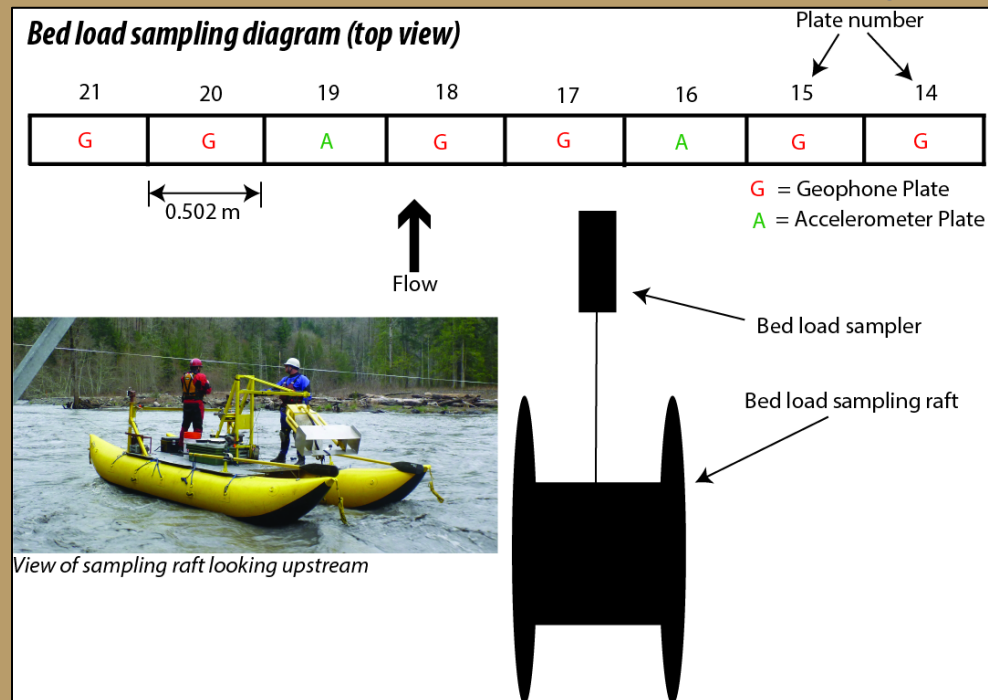 Bed load sampling diagram (top view)
Plate number
21 20 19 18 17 16 15 14
G G A G G A G G
0.502 m
G = Geophone Plate
A = Accelerometer Plate
Flow
Bed load sampler
Bed load sampling raft
View of sampling raft looking upstream